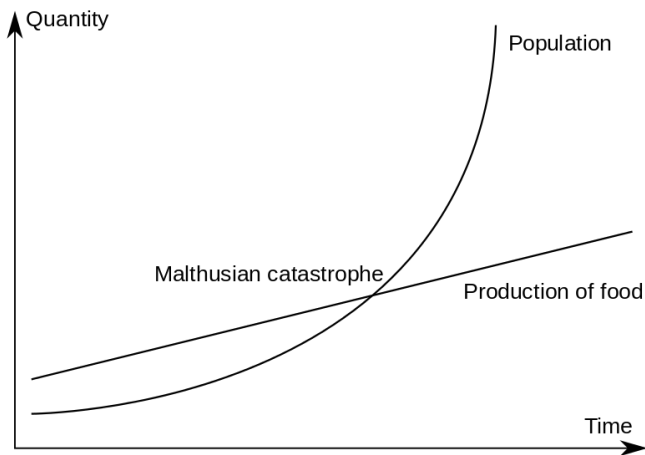 Quantity
Population
Malthusian catastrophe
Production of food
Time